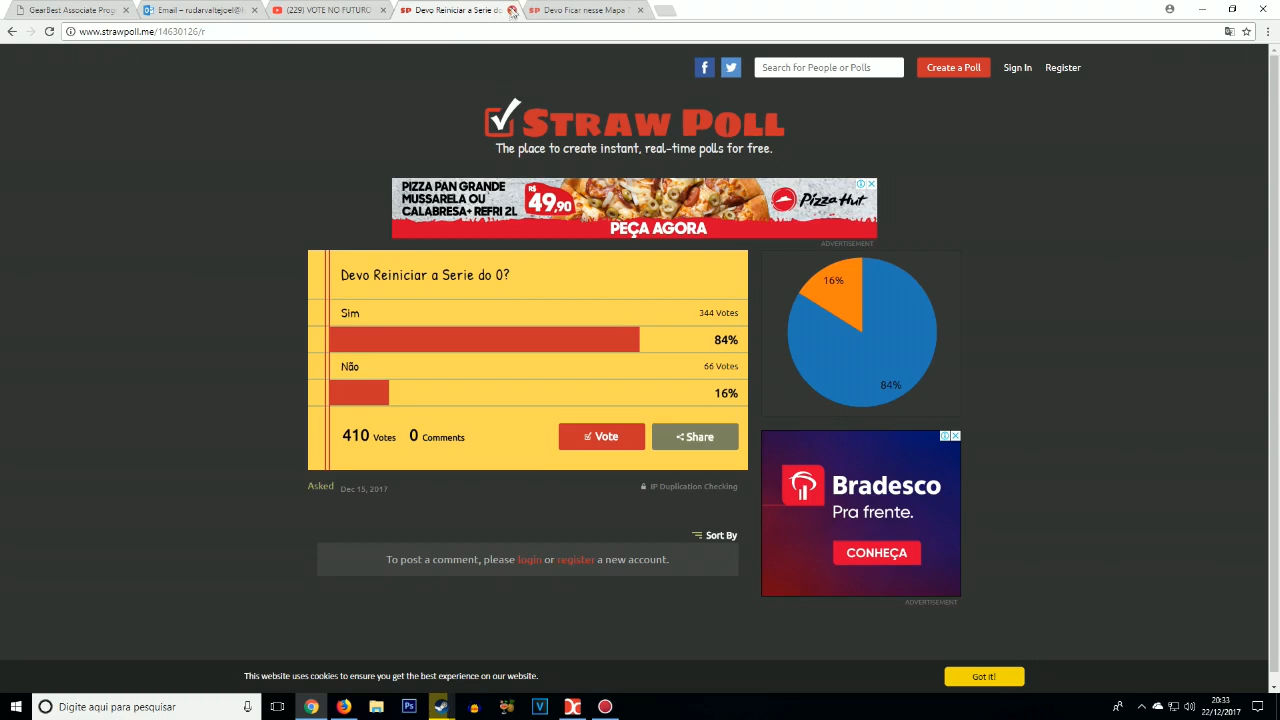 GearBest Associate Prog
Email – rudarvaltejoel@
(229) VOTE NO FUTURO
SP Devo Reiniciar a Serie do
SP Devo Ficar nesse Mapa ?
www.strawpoll.me/14630126/r
Search for People or Polls
Create a Poll
Sign In
Register
STRAW POLL
The place to create instant, real-time polls for free.
PIZZA PAN GRANDE
MUSSARELA OU
CALABRESA+ REFRI 2L
R$
49,90
Pizza Hut
PEÇA AGORA
ADVERTISEMENT
Devo Reiniciar a Serie do 0?
Sim 344 Votes
84%
Não 66 Votes
16%
410 Votes 0 Comments
Vote
Share
16%
84%
Asked Dec 15, 2017
IP Duplication Checking
Bradesco
Pra frente.
CONHEÇA
ADVERTISEMENT
Sort By
To post a comment, please login or register a new account.
This website uses cookies to ensure you get the best experience on our website.
Got it!
Digite aqui para pesquisar
Ps
V
20:33
22/12/2017